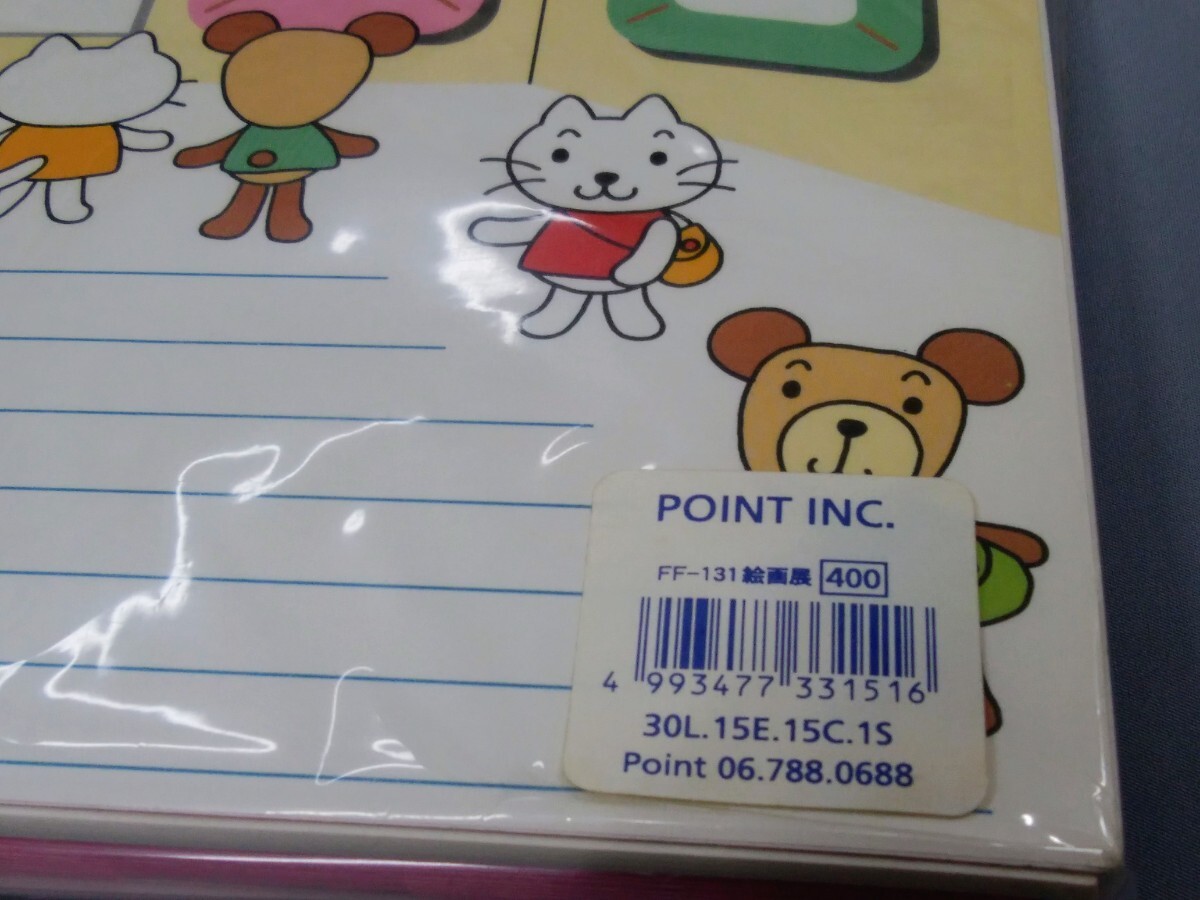 POINT INC.
FF-131 絵画展 400
4 993477 331516
30L.15E.15C.1S
Point 06.788.0688